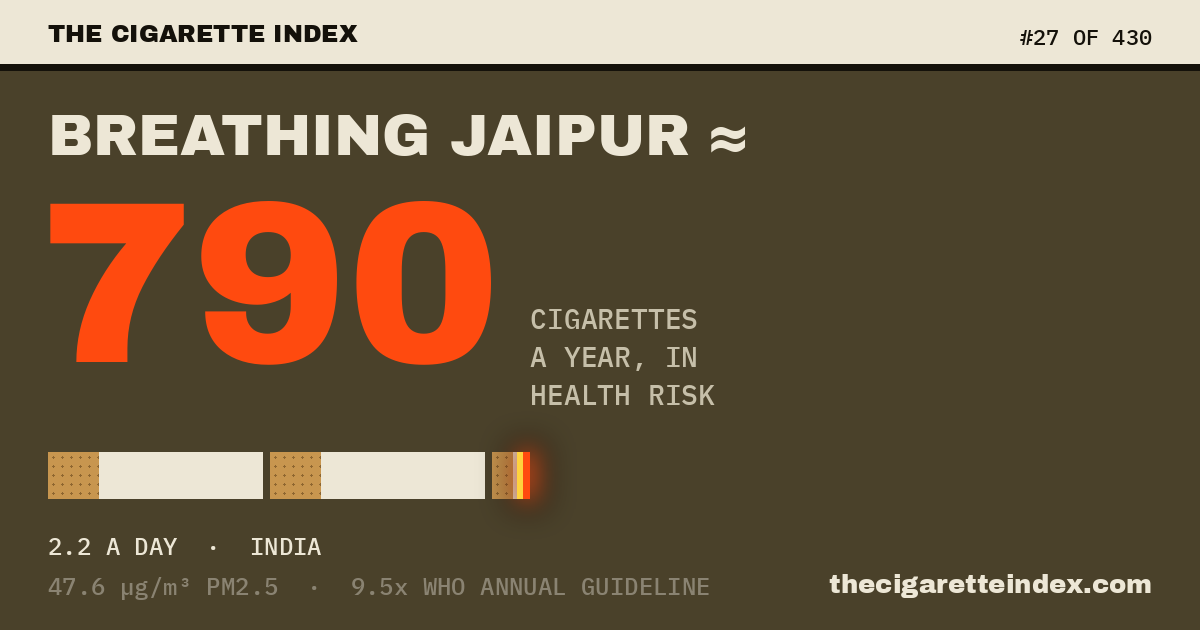 THE CIGARETTE INDEX
#27 OF 430
BREATHING JAIPUR ≈
790
CIGARETTES
A YEAR, IN
HEALTH RISK
2.2 A DAY · INDIA
47.6 µg/m³ PM2.5 · 9.5x WHO ANNUAL GUIDELINE
thecigaretteindex.com